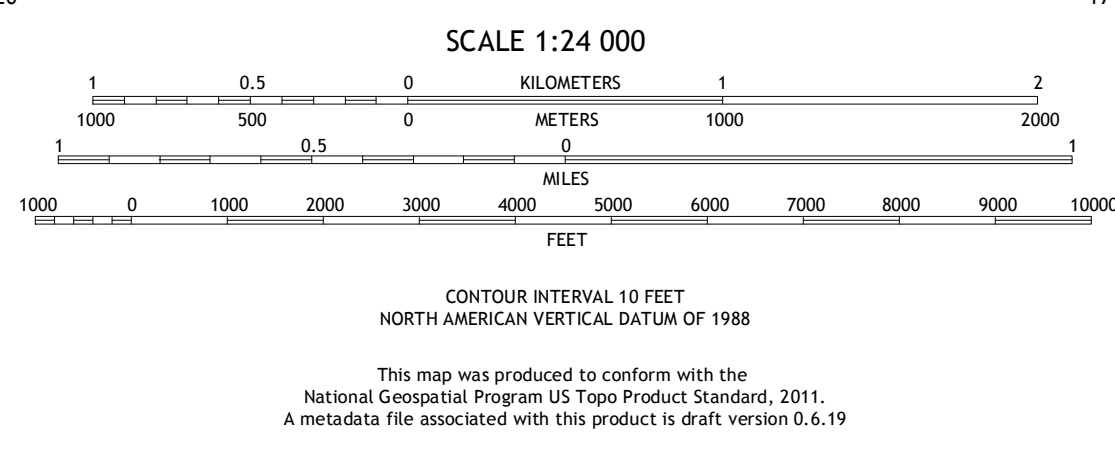 SCALE 1:24 000
1 0.5 0 KILOMETERS 1 2
1000 500 0 METERS 1000 2000
1 0.5 0 1
MILES
1000 0 1000 2000 3000 4000 5000 6000 7000 8000 9000 10000
FEET
CONTOUR INTERVAL 10 FEET
NORTH AMERICAN VERTICAL DATUM OF 1988
This map was produced to conform with the
National Geospatial Program US Topo Product Standard, 2011.
A metadata file associated with this product is draft version 0.6.19